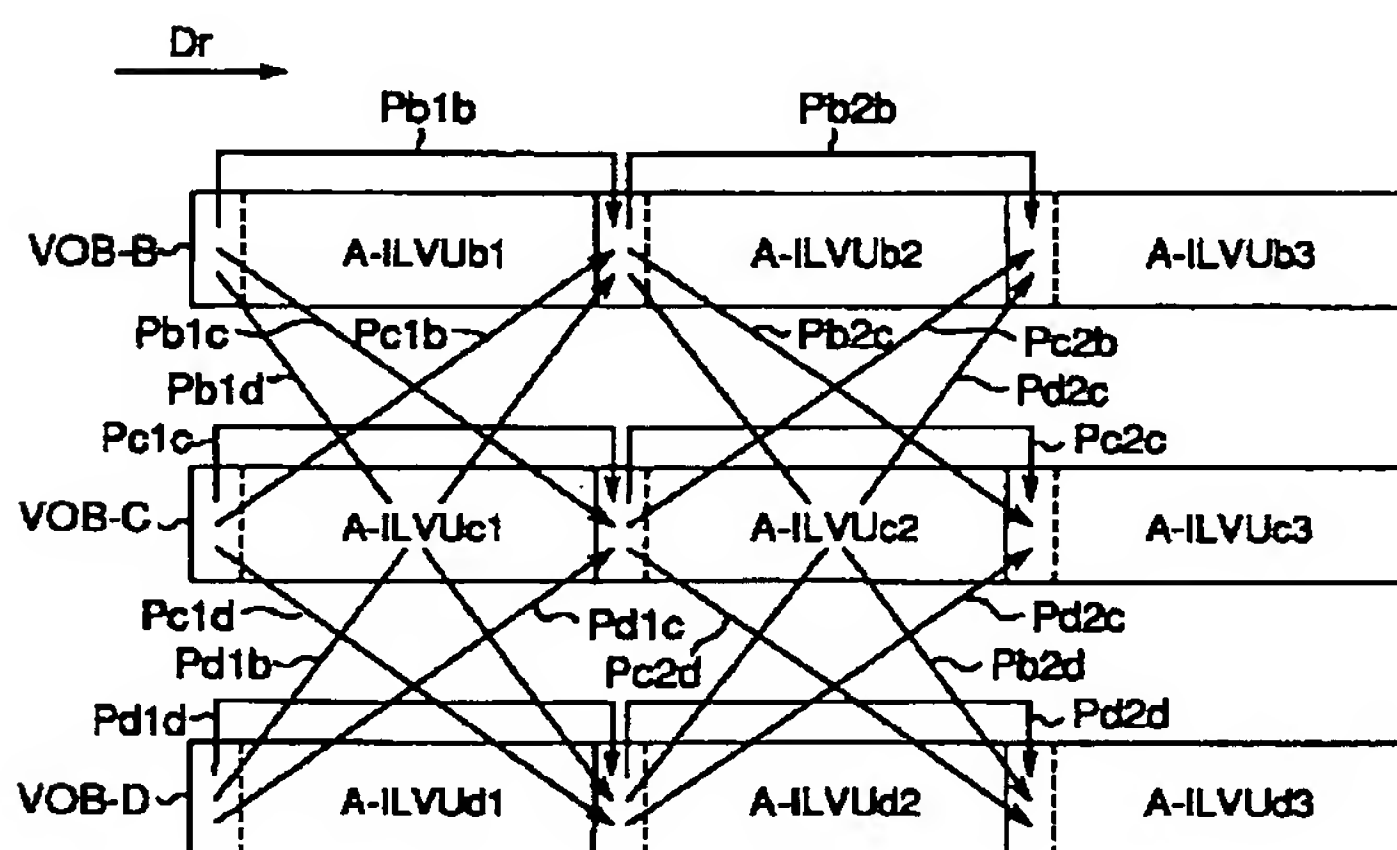 Dr
Pb1b
Pb2b
VOB-B
A-ILVUb1
A-ILVUb2
A-ILVUb3
Pb1c
Pc1b
Pb2c
Pc2b
Pb1d
Pd2c
Pc1c
Pc2c
VOB-C
A-ILVUc1
A-ILVUc2
A-ILVUc3
Pc1d
Pd1c
Pd2c
Pd1b
Pc2d
Pb2d
Pd1d
Pd2d
VOB-D
A-ILVUd1
A-ILVUd2
A-ILVUd3